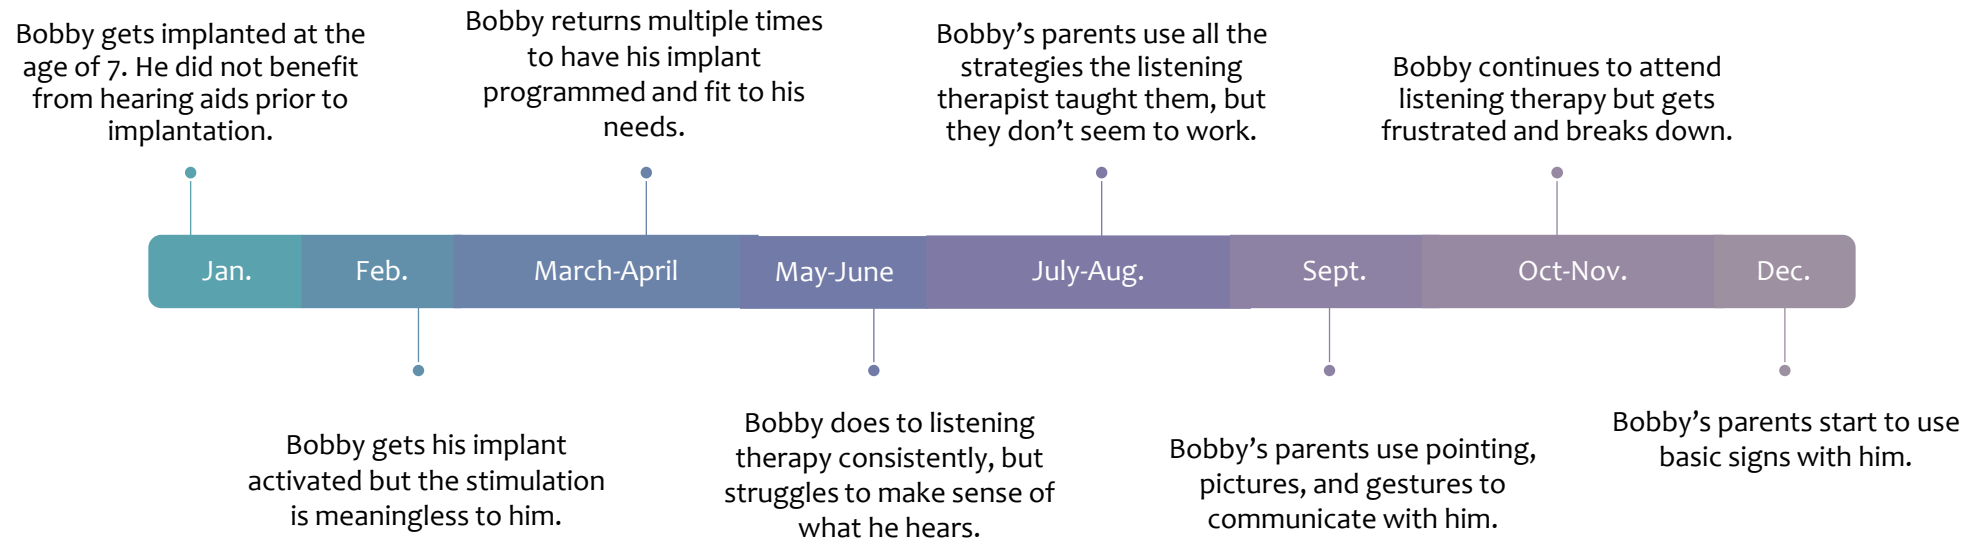 Bobby gets implanted at the
age of 7. He did not benefit
from hearing aids prior to
implantation.
Bobby returns multiple times
to have his implant
programmed and fit to his
needs.
Bobby’s parents use all the
strategies the listening
therapist taught them, but
they don’t seem to work.
Bobby continues to attend
listening therapy but gets
frustrated and breaks down.
Jan.
Feb.
March-April
May-June
July-Aug.
Sept.
Oct-Nov.
Dec.
Bobby gets his implant
activated but the stimulation
is meaningless to him.
Bobby does to listening
therapy consistently, but
struggles to make sense of
what he hears.
Bobby’s parents use pointing,
pictures, and gestures to
communicate with him.
Bobby’s parents start to use
basic signs with him.